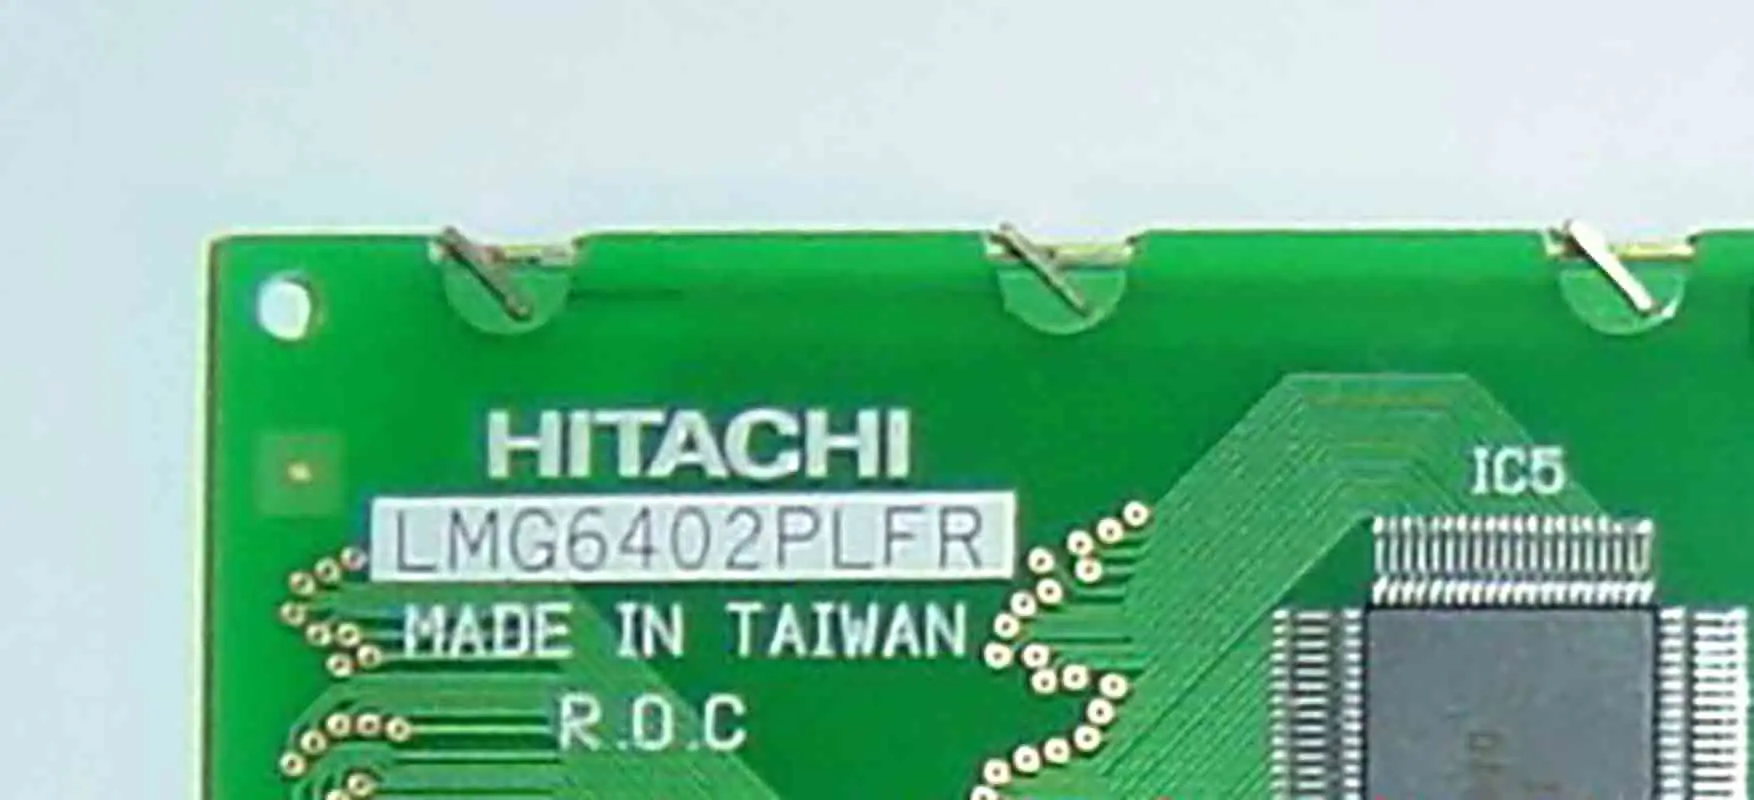 HITACHI
LMG6402PLFR
MADE IN TAIWAN
R.O.C
IC5